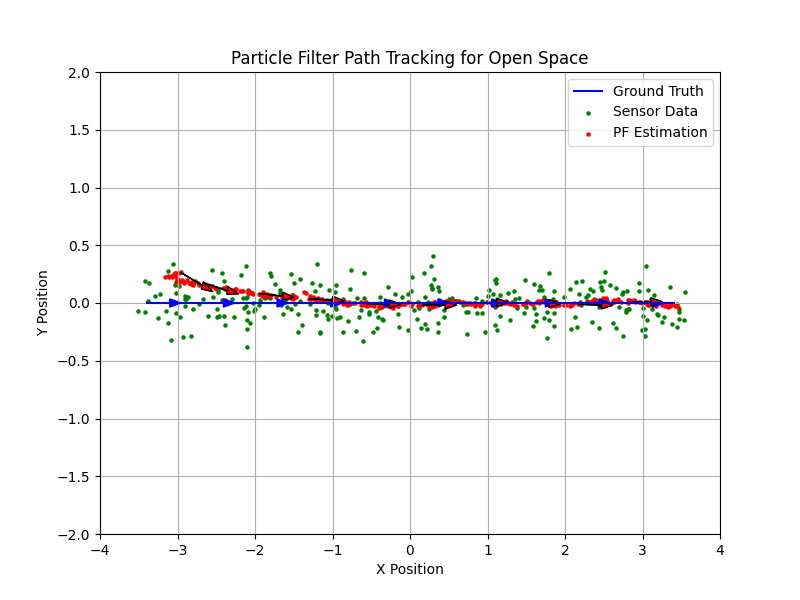 Particle Filter Path Tracking for Open Space
2.0
1.5
1.0
0.5
0.0
−0.5
−1.0
−1.5
−2.0
Y Position
Ground Truth
Sensor Data
PF Estimation
−4 −3 −2 −1 0 1 2 3 4
X Position